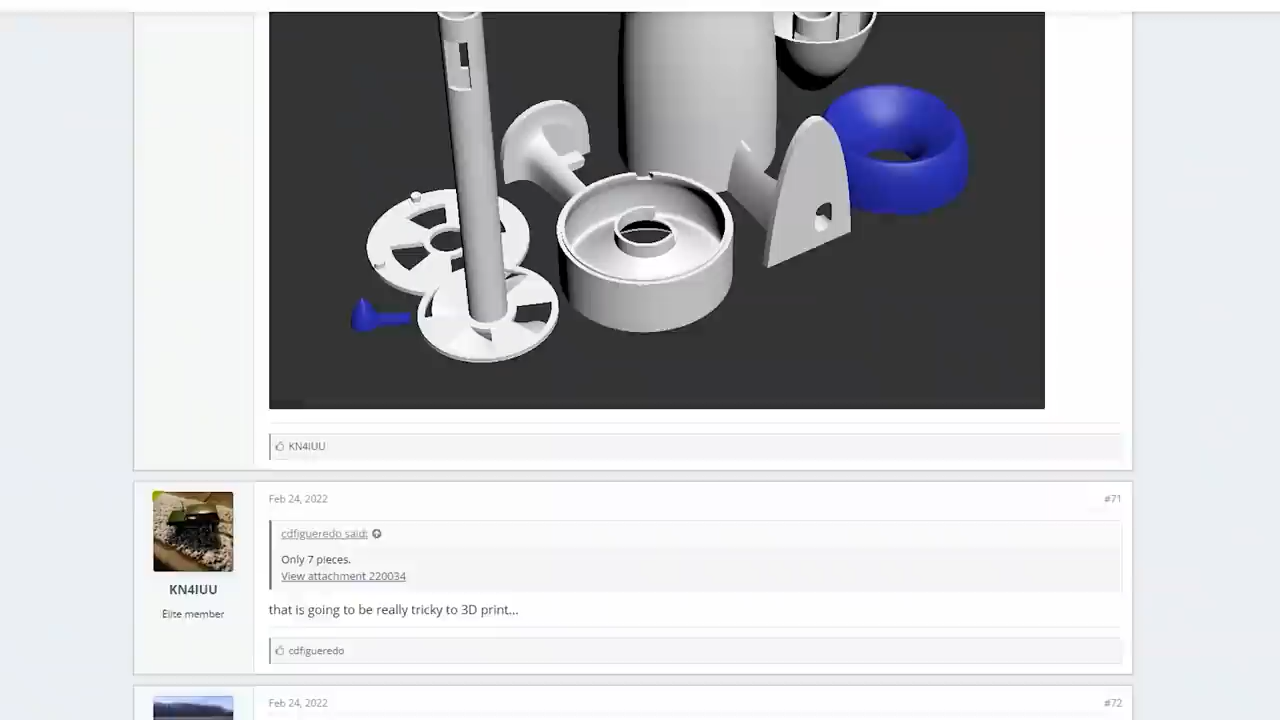 KN4IUU
Feb 24, 2022
#71
cdfigueredo said:
Only 7 pieces.
View attachment 220034
KN4IUU
Elite member
that is going to be really tricky to 3D print...
cdfigueredo
Feb 24, 2022
#72